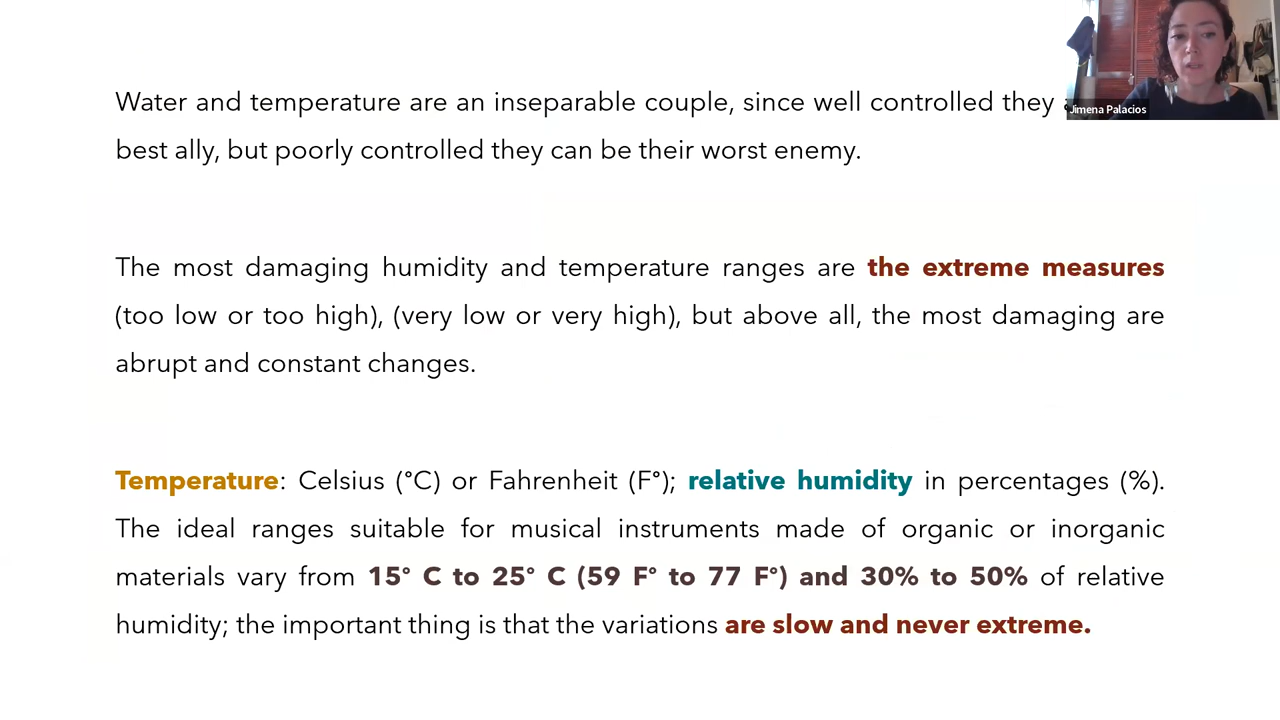 Water and temperature are an inseparable couple, since well controlled they
best ally, but poorly controlled they can be their worst enemy.
The most damaging humidity and temperature ranges are the extreme measures
(too low or too high), (very low or very high), but above all, the most damaging are
abrupt and constant changes.
Temperature: Celsius (°C) or Fahrenheit (F°); relative humidity in percentages (%).
The ideal ranges suitable for musical instruments made of organic or inorganic
materials vary from 15° C to 25° C (59 F° to 77 F°) and 30% to 50% of relative
humidity; the important thing is that the variations are slow and never extreme.
Jimena Palacios